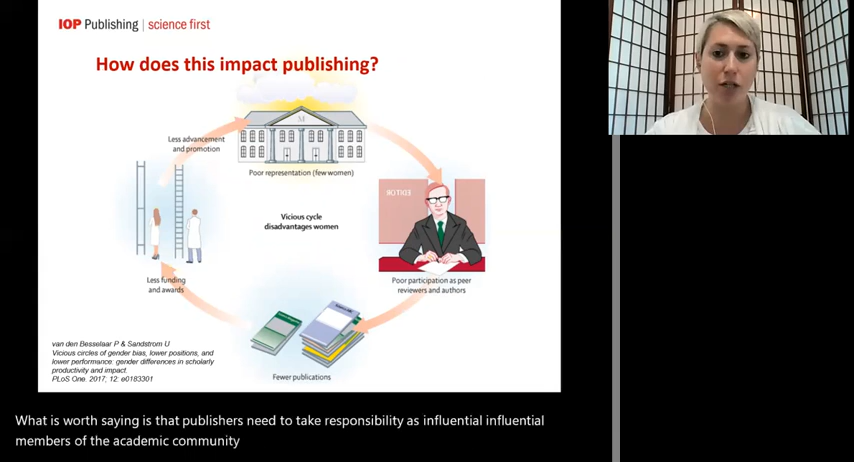 IOP Publishing | science first
How does this impact publishing?
Less advancement
and promotion
M
Poor representation (few women)
EDITOR
Vicious cycle
disadvantages women
Less funding
and awards
Poor participation as peer
reviewers and authors
Fewer publications
van den Besselaar P & Sandstrom U
Vicious circles of gender bias, lower positions, and
lower performance: gender differences in scholarly
productivity and impact.
PLoS One. 2017; 12: e0183301
What is worth saying is that publishers need to take responsibility as influential influential
members of the academic community